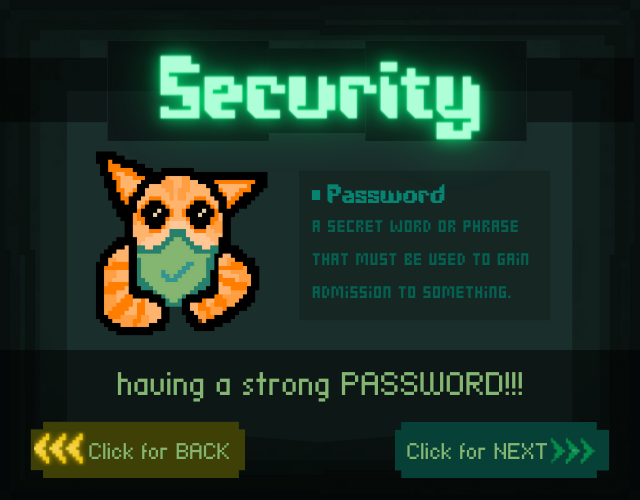 Security
Password
A SECRET WORD OR PHRASE
THAT MUST BE USED TO GAIN
ADMISSION TO SOMETHING.
having a strong PASSWORD!!!
Click for BACK
Click for NEXT